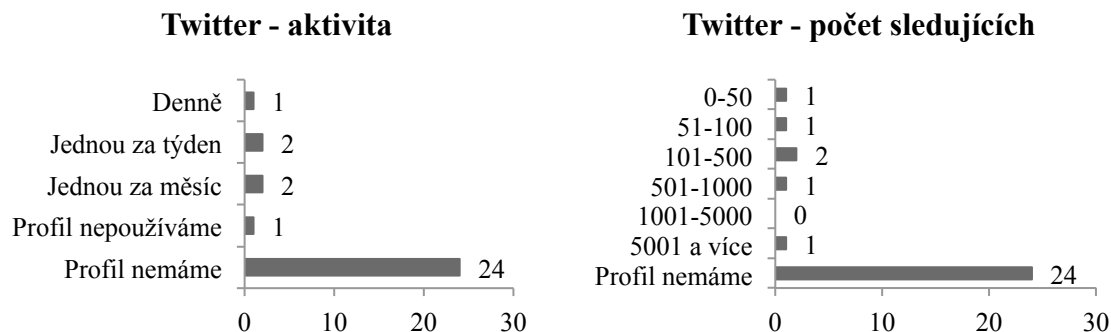 Twitter - aktivita
Denně 1
Jednou za týden 2
Jednou za měsíc 2
Profil nepoužíváme 1
Profil nemáme 24
0 10 20 30
Twitter - počet sledujících
0-50 1
51-100 1
101-500 2
501-1000 1
1001-5000 0
5001 a více 1
Profil nemáme 24
0 10 20 30